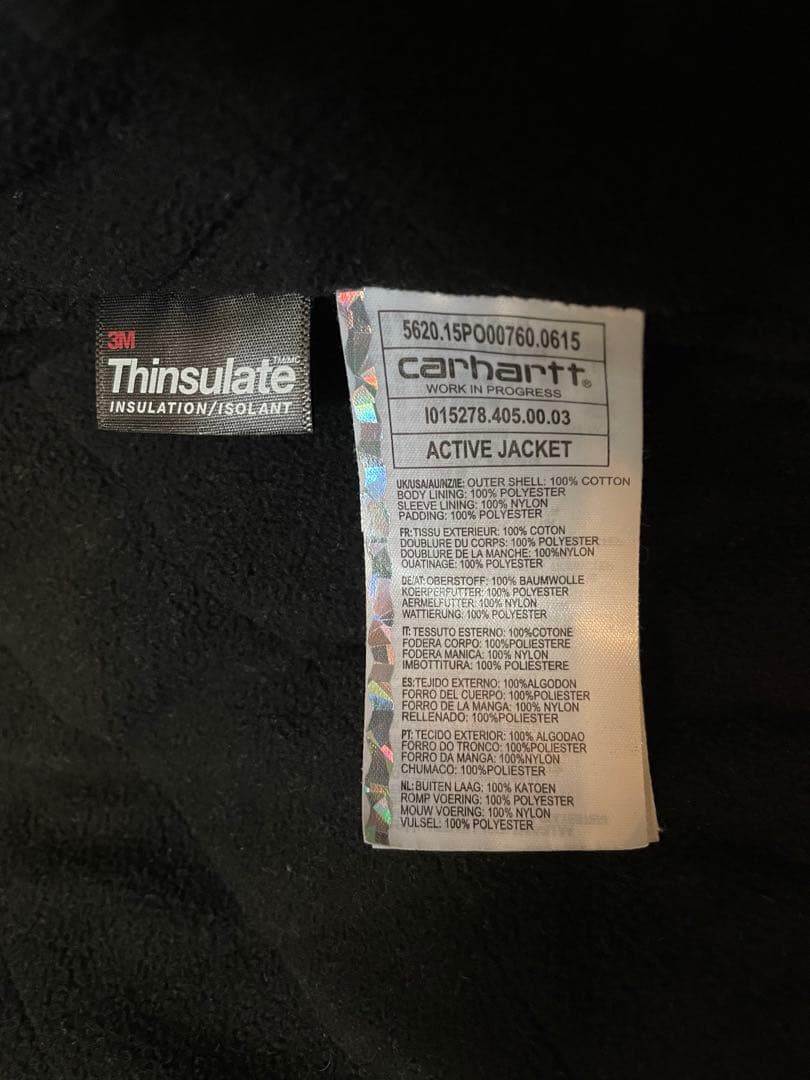 3M
Thinsulate
INSULATION/ISOLANT
5620.15PO00760.0615
carhartt®
WORK IN PROGRESS
I015278.405.00.03
ACTIVE JACKET
UK/USA/AU/NZ/IE: OUTER SHELL: 100% COTTON
BODY LINING: 100% POLYESTER
SLEEVE LINING: 100% NYLON
PADDING: 100% POLYESTER
FR:TISSU EXTERIEUR: 100% COTON
DOUBLURE DU CORPS: 100% POLYESTER
DOUBLURE DE LA MANCHE: 100%NYLON
OUATINAGE: 100% POLYESTER
DE/AT:OBERSTOFF: 100% BAUMWOLLE
KOERPERFUTTER: 100% POLYESTER
AERMELFUTTER: 100% NYLON
WATTIERUNG: 100% POLYESTER
IT: TESSUTO ESTERNO: 100%COTONE
FODERA CORPO: 100%POLIESTERE
FODERA MANICA: 100% NYLON
IMBOTTITURA: 100% POLIESTERE
ES:TEJIDO EXTERNO: 100%ALGODON
FORRO DEL CUERPO: 100%POLIESTER
FORRO DE LA MANGA: 100% NYLON
RELLENADO: 100%POLIESTER
PT: TECIDO EXTERIOR: 100% ALGODAO
FORRO DO TRONCO: 100%POLIESTER
FORRO DA MANGA: 100%NYLON
CHUMACO: 100%POLIESTER
NL:BUITEN LAAG: 100% KATOEN
ROMP VOERING: 100% POLYESTER
MOUW VOERING: 100% NYLON
VULSEL: 100% POLYESTER